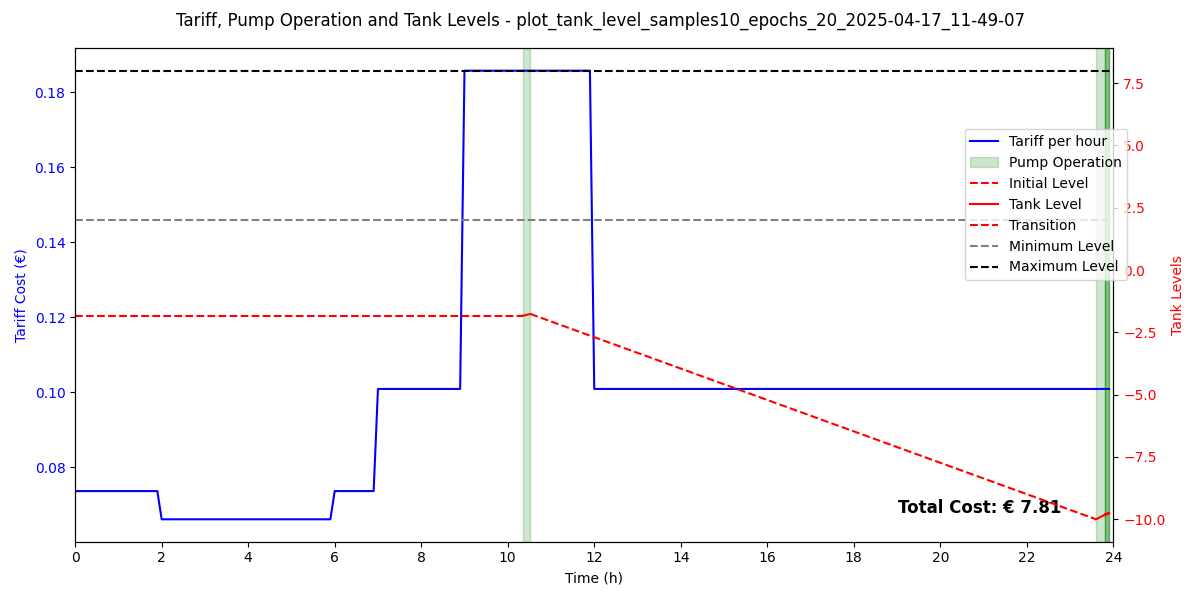 Tariff, Pump Operation and Tank Levels - plot_tank_level_samples10_epochs_20_2025-04-17_11-49-07
Tariff Cost (€)
0.18
0.16
0.14
0.12
0.10
0.08
Tariff per hour
Pump Operation
Initial Level
Tank Level
Transition
Minimum Level
Maximum Level
7.5
5.0
2.5
0.0
−2.5
−5.0
−7.5
−10.0
Tank Levels
Total Cost: € 7.81
0 2 4 6 8 10 12 14 16 18 20 22 24
Time (h)